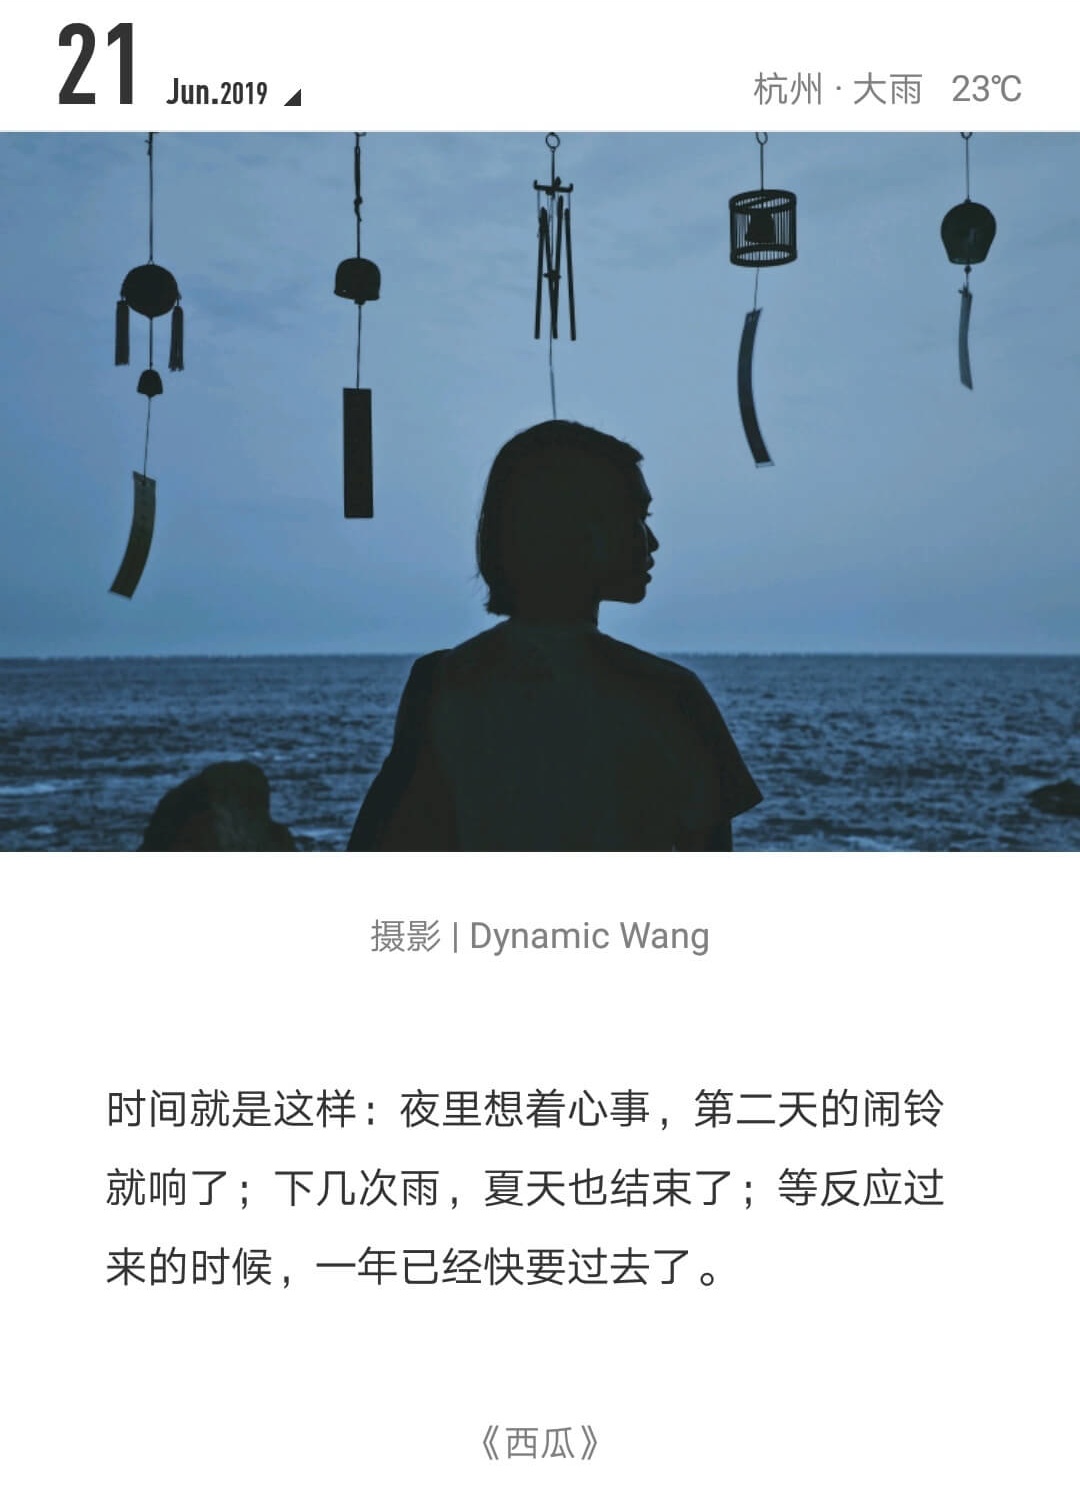 21 Jun.2019 杭州 · 大雨 23℃
摄影 | Dynamic Wang
时间就是这样：夜里想着心事，第二天的闹铃
就响了；下几次雨，夏天也结束了；等反应过
来的时候，一年已经快要过去了。
《西瓜》